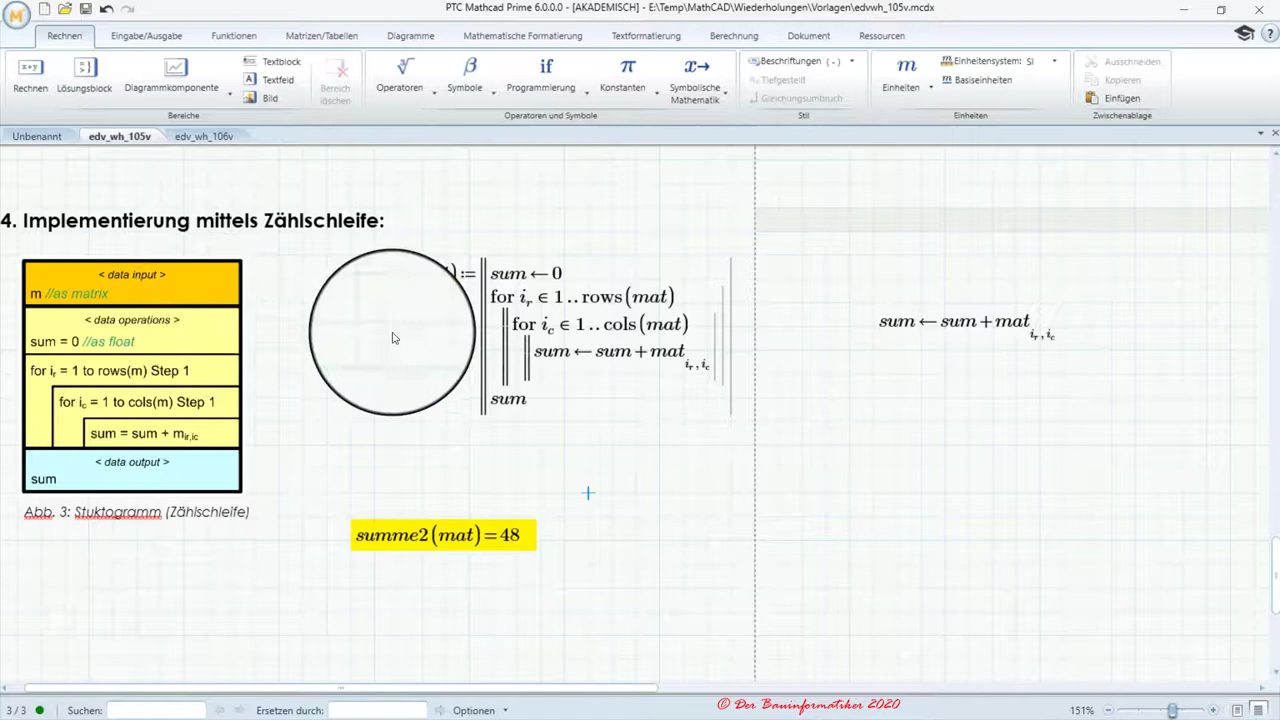 PTC Mathcad Prime 6.0.0.0 - [AKADEMISCH] - E:\Temp\MathCAD\Wiederholungen\Vorlagen\edvwh_105v.mcdx
Rechnen Eingabe/Ausgabe Funktionen Matrizen/Tabellen Diagramme Mathematische Formatierung Textformatierung Berechnung Dokument Ressourcen
Rechnen Lösungsblock Diagrammkomponente
Textblock
Textfeld
Bild
Bereich löschen
Operatoren Symbole Programmierung Konstanten Symbolische Mathematik
Beschriftungen ( - )
Tiefgestellt
Gleichungsumbruch
Einheiten
Einheitensystem: SI
Basiseinheiten
Ausschneiden
Kopieren
Einfügen
Bereiche Operatoren und Symbole Stil Einheiten Zwischenablage
Unbenannt edv_wh_105v edv_wh_106v
4. Implementierung mittels Zählschleife:
< data input >
m //as matrix
< data operations >
sum = 0 //as float
for ir = 1 to rows(m) Step 1
for ic = 1 to cols(m) Step 1
sum = sum + mir,ic
< data output >
sum
Abb. 3: Stuktogramm (Zählschleife)
) := sum ← 0
for ir ∈ 1 .. rows (mat)
for ic ∈ 1 .. cols (mat)
sum ← sum + mat ir , ic
sum
sum ← sum + mat ir , ic
summe2 (mat) = 48
3 / 3 Suchen: Ersetzen durch: Optionen
© Der Bauinformatiker 2020
151%